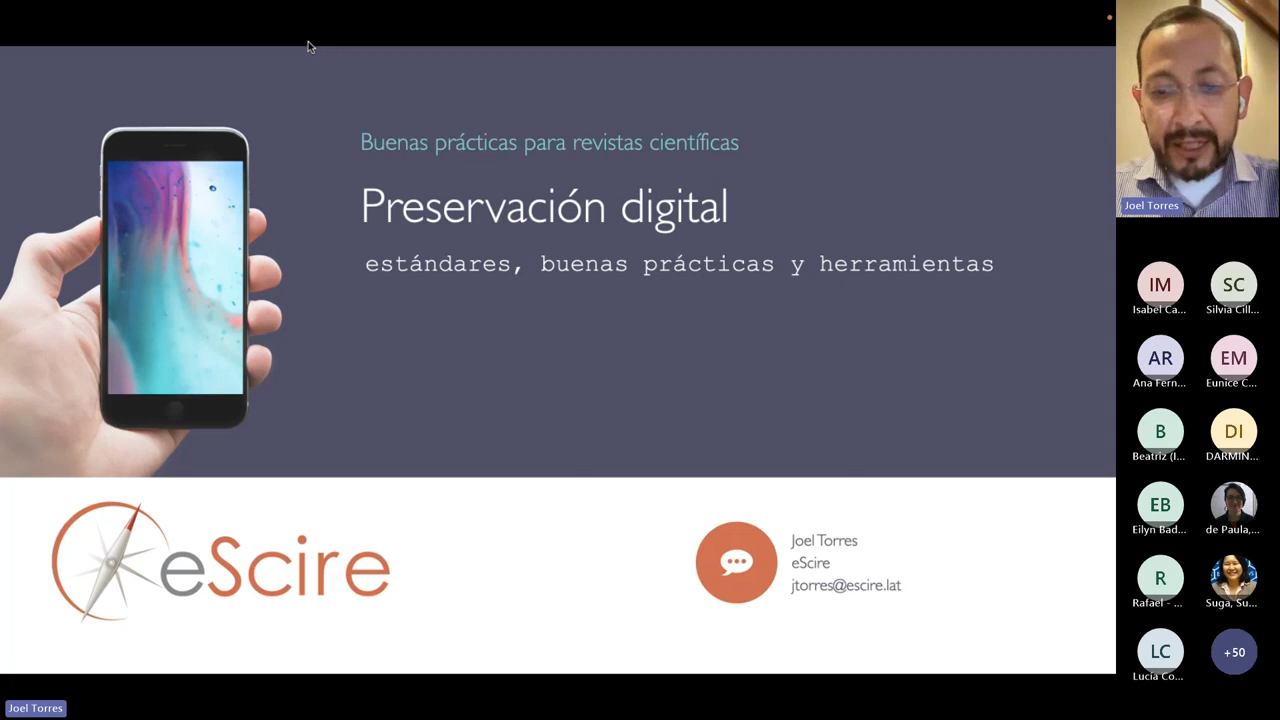 Buenas prácticas para revistas científicas
Preservación digital
estándares, buenas prácticas y herramientas
eScire
Joel Torres
eScire
jtorres@escire.lat
Joel Torres
IM
Isabel Ca...
SC
Silvia Cill...
AR
Ana Fern...
EM
Eunice C...
B
Beatriz (I...
DI
DARMIN...
EB
Eilyn Bad...
de Paula,...
R
Rafael - ...
Suga, Su...
LC
Lucía Co...
+50
Joel Torres